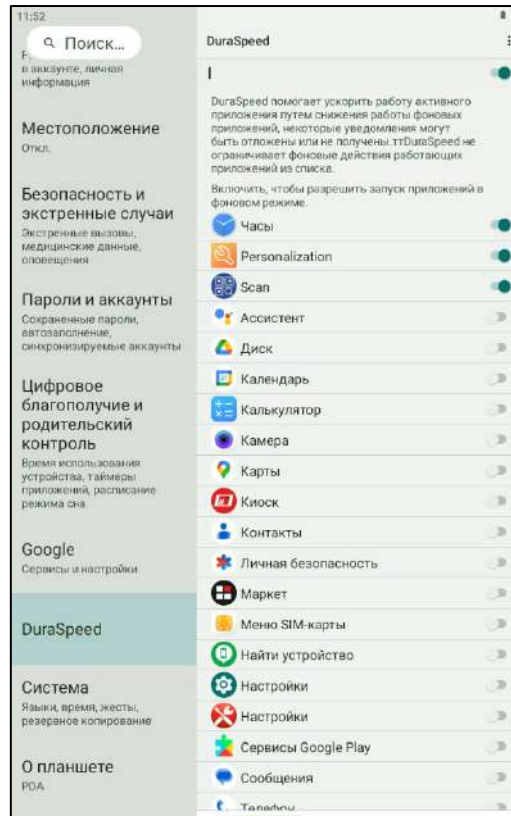 11:52
Поиск...
в аккаунте, личная
информация
Местоположение
Откл.
Безопасность и
экстренные случаи
Экстренные вызовы,
медицинские данные,
оповещения
Пароли и аккаунты
Сохраненные пароли,
автозаполнение,
синхронизируемые аккаунты
Цифровое
благополучие и
родительский
контроль
Время использования
устройства, таймеры
приложений, расписание
режима сна
Google
Сервисы и настройки
DuraSpeed
Система
Языки, время, жесты,
резервное копирование
О планшете
PDA
DuraSpeed
I
DuraSpeed помогает ускорить работу активного
приложения путем снижения работы фоновых
приложений, некоторые уведомления могут
быть отложены или не получены.ттDuraSpeed не
ограничивает фоновые действия работающих
приложений из списка.
Включить, чтобы разрешить запуск приложений в
фоновом режиме.
Часы
Personalization
Scan
Ассистент
Диск
Календарь
Калькулятор
Камера
Карты
Киоск
Контакты
Личная безопасность
Маркет
Меню SIM-карты
Найти устройство
Настройки
Настройки
Сервисы Google Play
Сообщения
Телефон